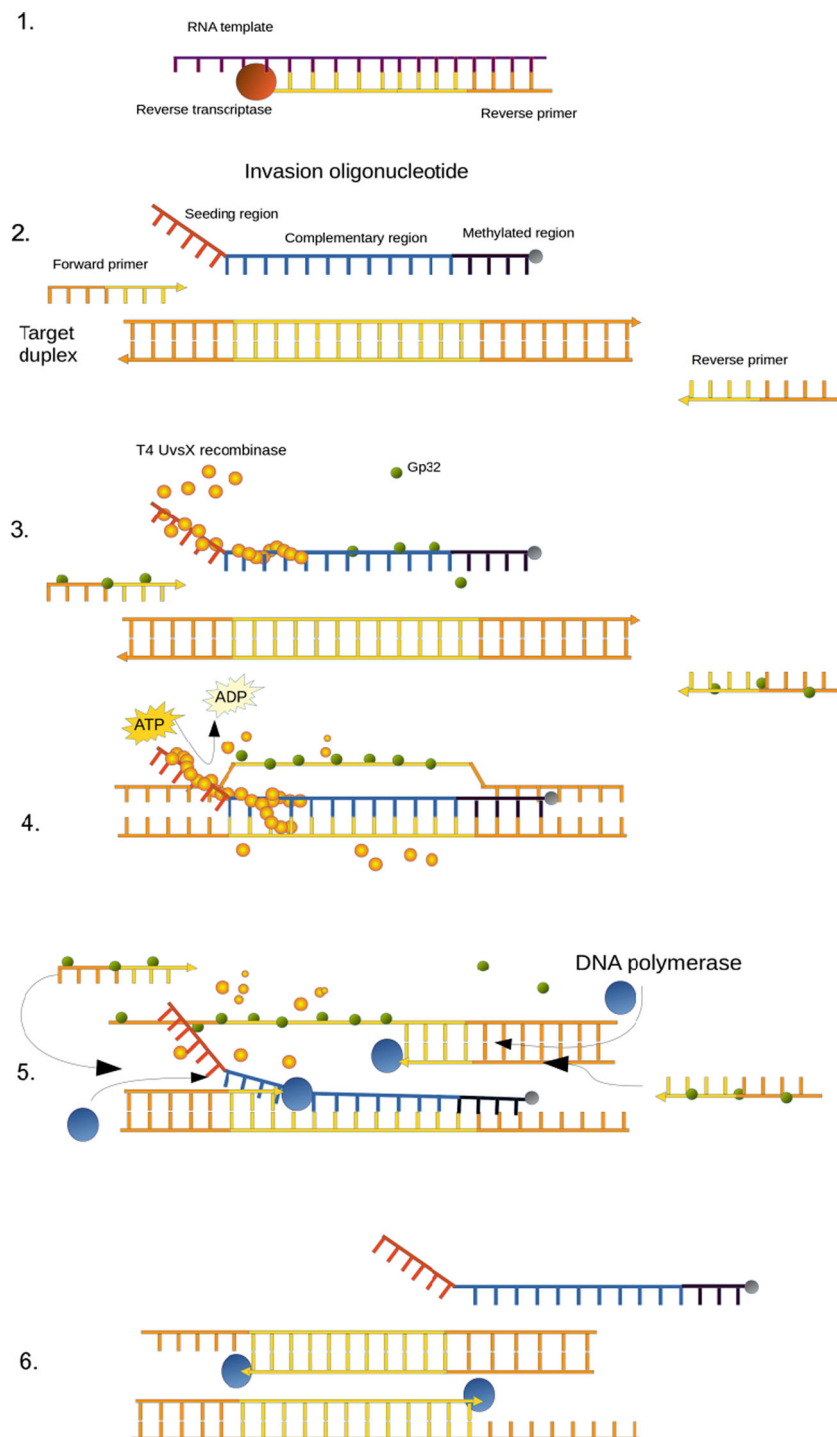 1.
RNA template
Reverse transcriptase
Reverse primer
Invasion oligonucleotide
2.
Seeding region
Complementary region
Methylated region
Forward primer
Target
duplex
Reverse primer
T4 UvsX recombinase
Gp32
3.
ATP
ADP
4.
DNA polymerase
5.
6.